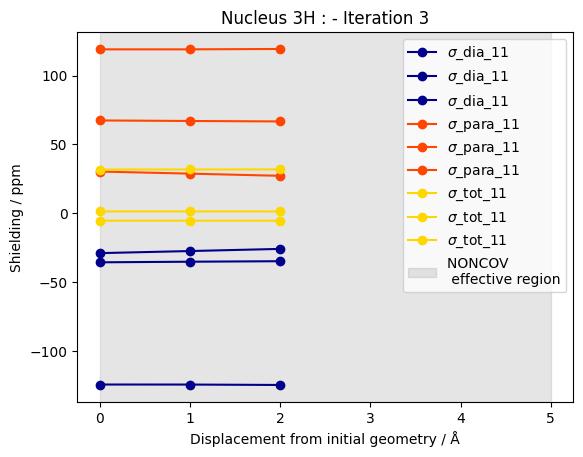 Nucleus 3H : - Iteration 3
Shielding / ppm
100
50
0
−50
−100
σ_dia_11
σ_dia_11
σ_dia_11
σ_para_11
σ_para_11
σ_para_11
σ_tot_11
σ_tot_11
σ_tot_11
NONCOV
effective region
0 1 2 3 4 5
Displacement from initial geometry / Å